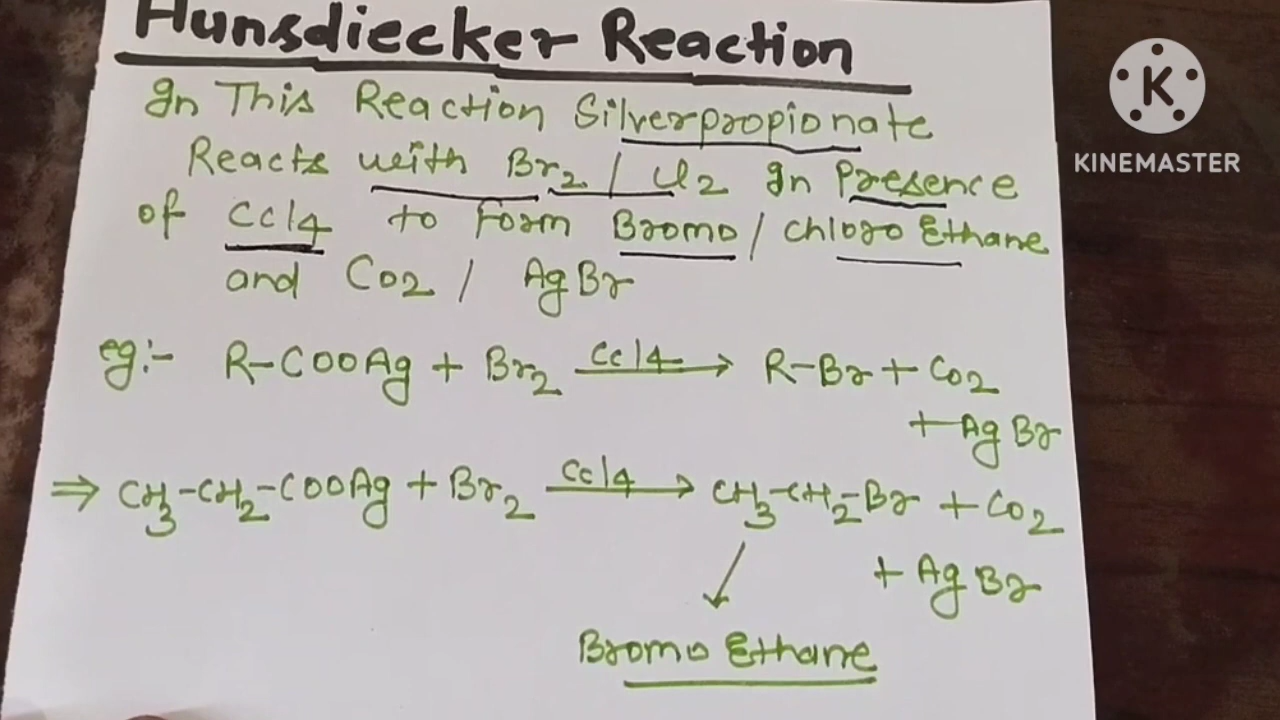 Hunsdiecker Reaction
In This Reaction Silverpropionate
Reacts with Br2 / Cl2 In Presence
of CCl4 to form Bromo / chloro Ethane
and CO2 / AgBr
eg:- R-COOAg + Br2 CCl4→ R-Br + CO2
+ AgBr
⇒ CH3-CH2-COOAg + Br2 CCl4→ CH3-CH2-Br + CO2
+ AgBr
Bromo Ethane
K
KINEMASTER